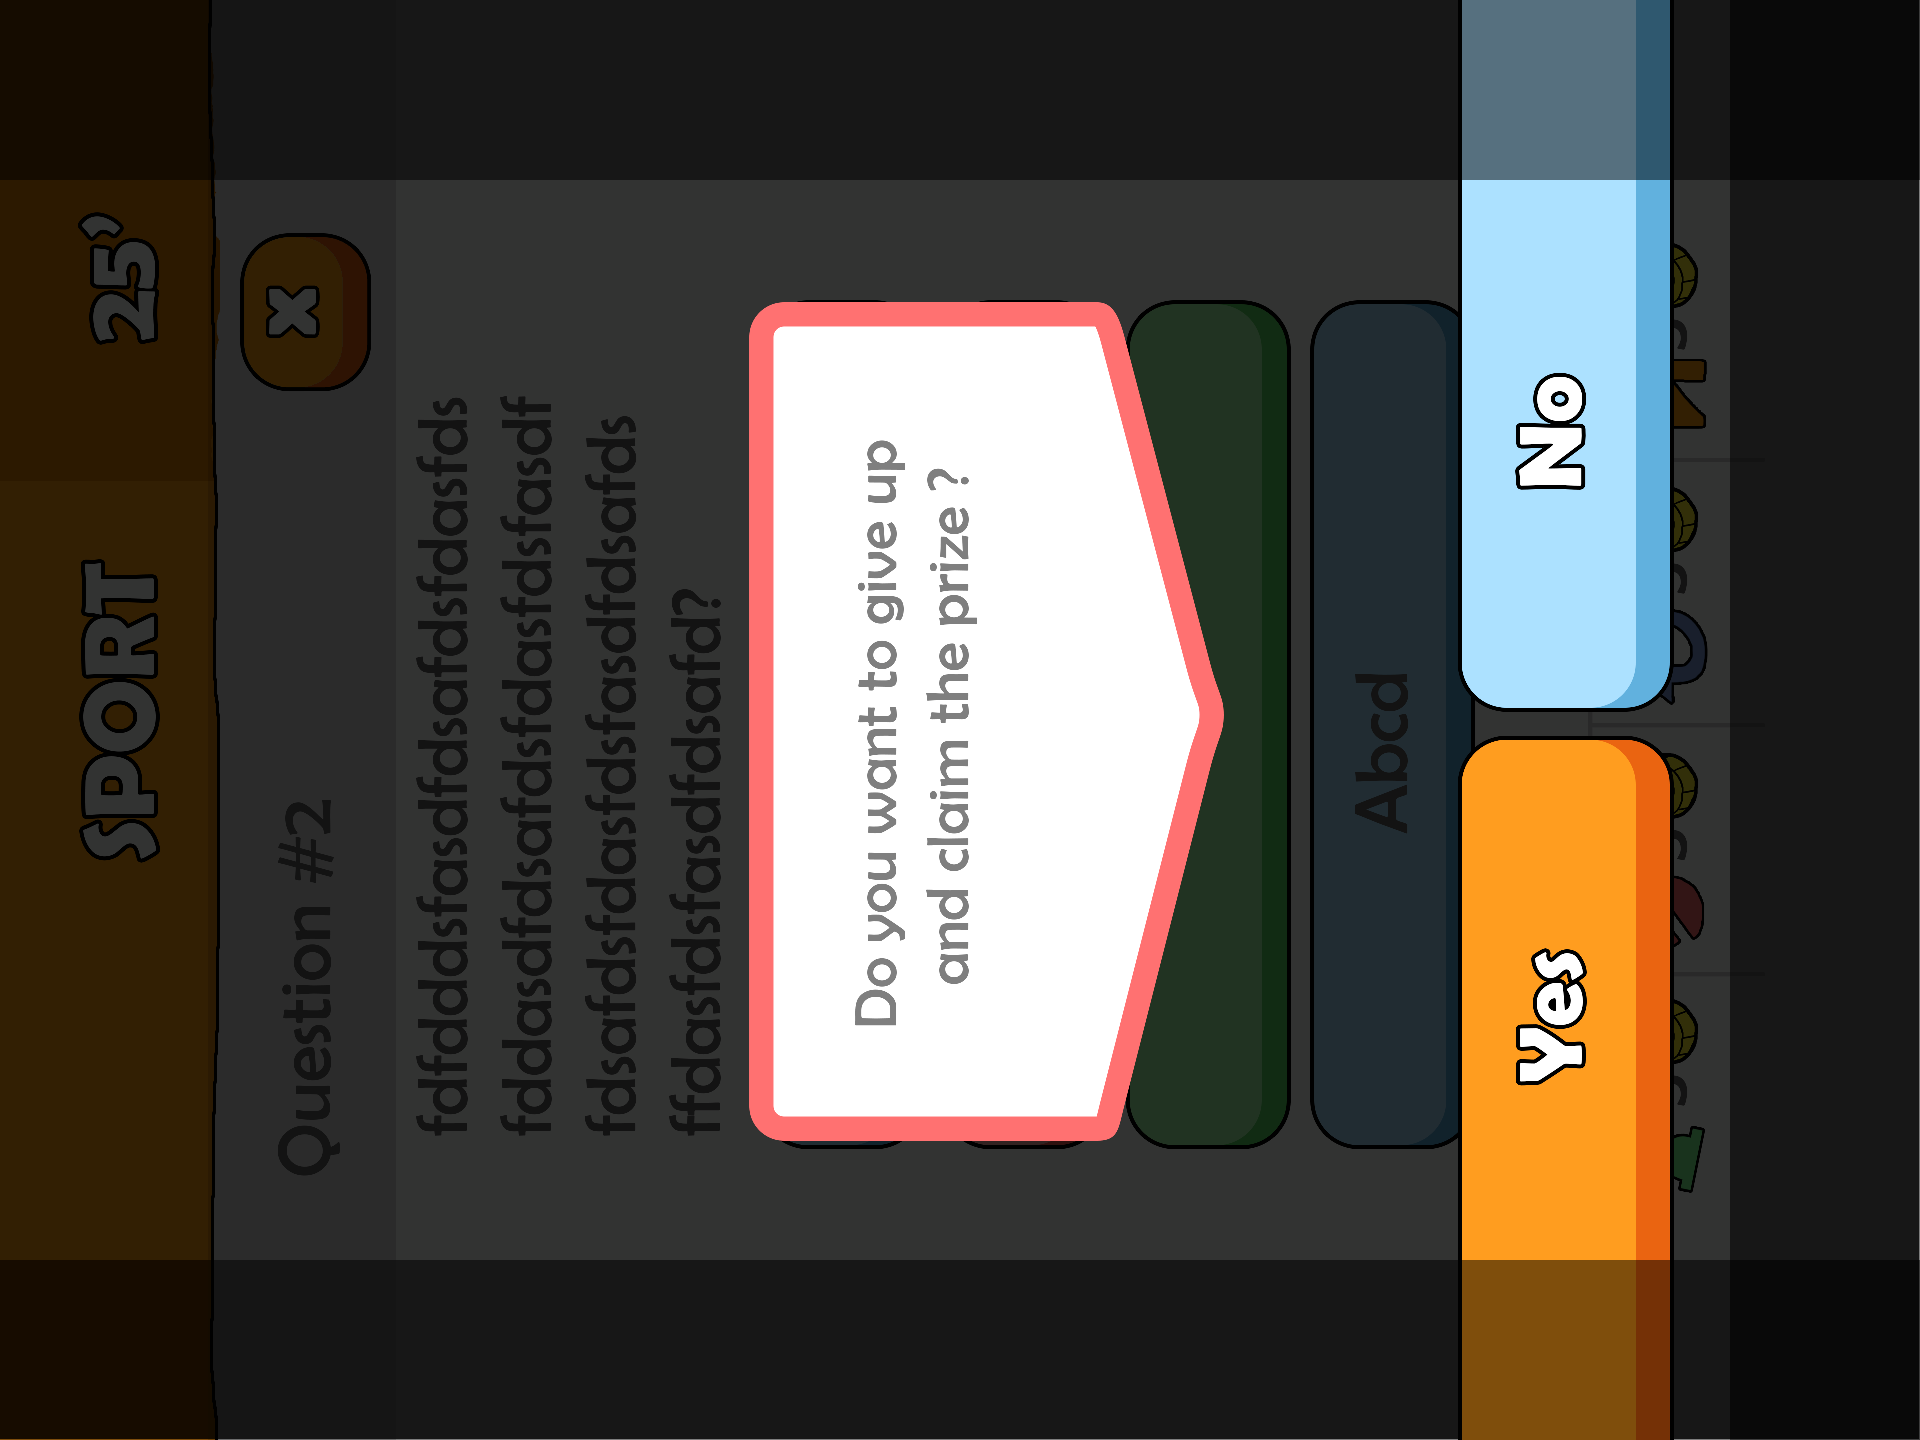 SPORT
25'
Question #2
x
fdfdddsfasdfdsafdsfdasfds
fddasdfdsafdsfdasfdsfasdf
fdsafdsfdasfdsfasdfdsafds
ffdasfdsfasdfdsafd?
Do you want to give up
and claim the prize ?
Abcd
Yes
No